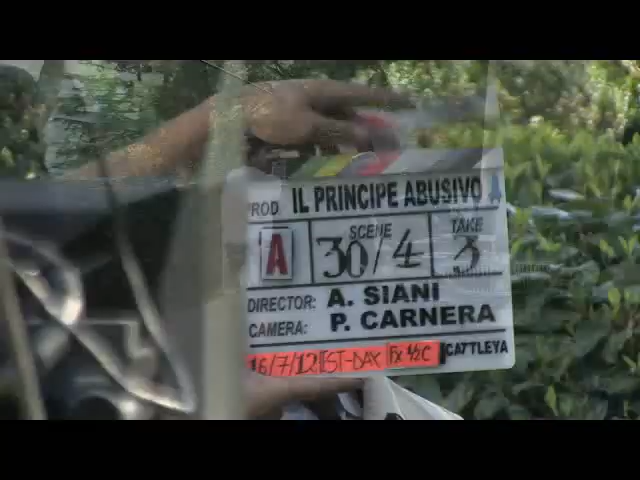 PROD IL PRINCIPE ABUSIVO
A SCENE 30/4 TAKE 3
DIRECTOR: A. SIANI
CAMERA: P. CARNERA
16/7/12 EST-DAY FX ½ C CATTLEYA